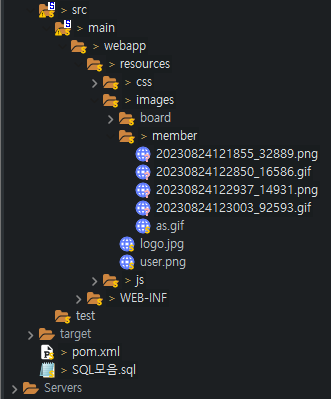 > src
> main
> webapp
> resources
> css
> images
> board
> member
20230824121855_32889.png
20230824122850_16586.gif
20230824122937_14931.png
20230824123003_92593.gif
as.gif
logo.jpg
user.png
> js
> WEB-INF
test
> target
> pom.xml
> SQL모음.sql
> Servers